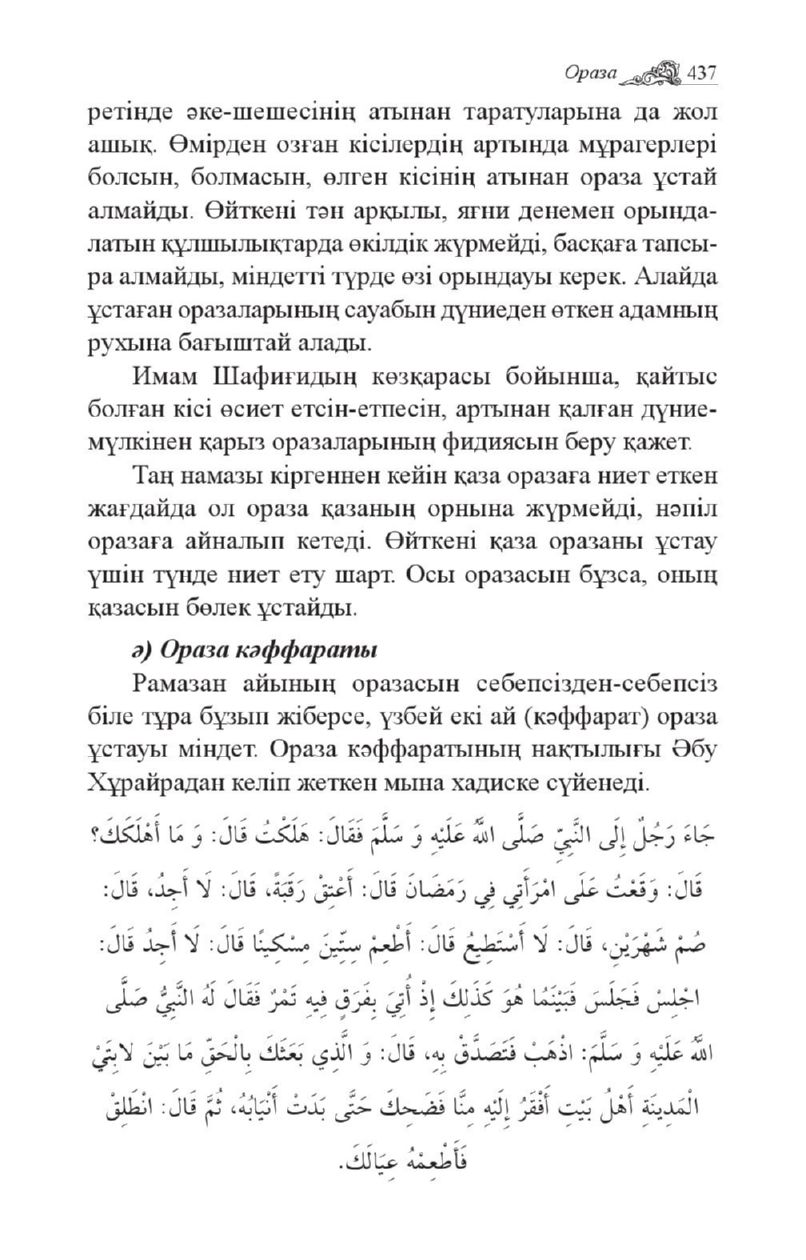 Ораза 437
ретінде әке-шешесінің атынан таратуларына да жол
ашық. Өмірден озған кісілердің артында мұрагерлері
болсын, болмасын, өлген кісінің атынан ораза ұстай
алмайды. Өйткені тән арқылы, яғни денемен орында-
латын құлшылықтарда өкілдік жүрмейді, басқаға тапсы-
ра алмайды, міндетті түрде өзі орындауы керек. Алайда
ұстаған оразаларының сауабын дүниеден өткен адамның
рухына бағыштай алады.
Имам Шафиғидың көзқарасы бойынша, қайтыс
болған кісі өсиет етсін-етпесін, артынан қалған дүние-
мүлкінен қарыз оразаларының фидиясын беру қажет.
Таң намазы кіргеннен кейін қаза оразаға ниет еткен
жағдайда ол ораза қазаның орнына жүрмейді, нәпіл
оразаға айналып кетеді. Өйткені қаза оразаны ұстау
үшін түнде ниет ету шарт. Осы оразасын бұзса, оның
қазасын бөлек ұстайды.
ә) Ораза кәффараты
Рамазан айының оразасын себепсізден-себепсіз
біле тұра бұзып жіберсе, үзбей екі ай (кәффарат) ораза
ұстауы міндет. Ораза кәффаратының нақтылығы Әбу
Хұрайрадан келіп жеткен мына хадиске сүйенеді.
جَاءَ رَجُلٌ إِلَى النَّبِيِّ صَلَّى اللهُ عَلَيْهِ وَ سَلَّمَ فَقَالَ: هَلَكْتُ قَالَ: وَ مَا أَهْلَكَكَ؟
قَالَ: وَقَعْتُ عَلَى امْرَأَتِي فِي رَمَضَانَ قَالَ: أَعْتِقْ رَقَبَةً، قَالَ: لَا أَجِدُ، قَالَ:
صُمْ شَهْرَيْنِ، قَالَ: لَا أَسْتَطِيعُ قَالَ: أَطْعِمْ سِتِّينَ مِسْكِينًا قَالَ: لَا أَجِدُ قَالَ:
اجْلِسْ فَجَلَسَ فَبَيْنَمَا هُوَ كَذَلِكَ إِذْ أُتِيَ بِفَرَقٍ فِيهِ تَمْرٌ فَقَالَ لَهُ النَّبِيُّ صَلَّى
اللهُ عَلَيْهِ وَ سَلَّمَ: اذْهَبْ فَتَصَدَّقْ بِهِ، قَالَ: وَ الَّذِي بَعَثَكَ بِالْحَقِّ مَا بَيْنَ لابَتَيْ
الْمَدِينَةِ أَهْلُ بَيْتٍ أَفْقَرُ إِلَيْهِ مِنَّا فَضَحِكَ حَتَّى بَدَتْ أَنْيَابُهُ، ثُمَّ قَالَ: انْطَلِقْ
فَأَطْعِمْهُ عِيَالَكَ.